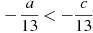 − a/13 < − c/13